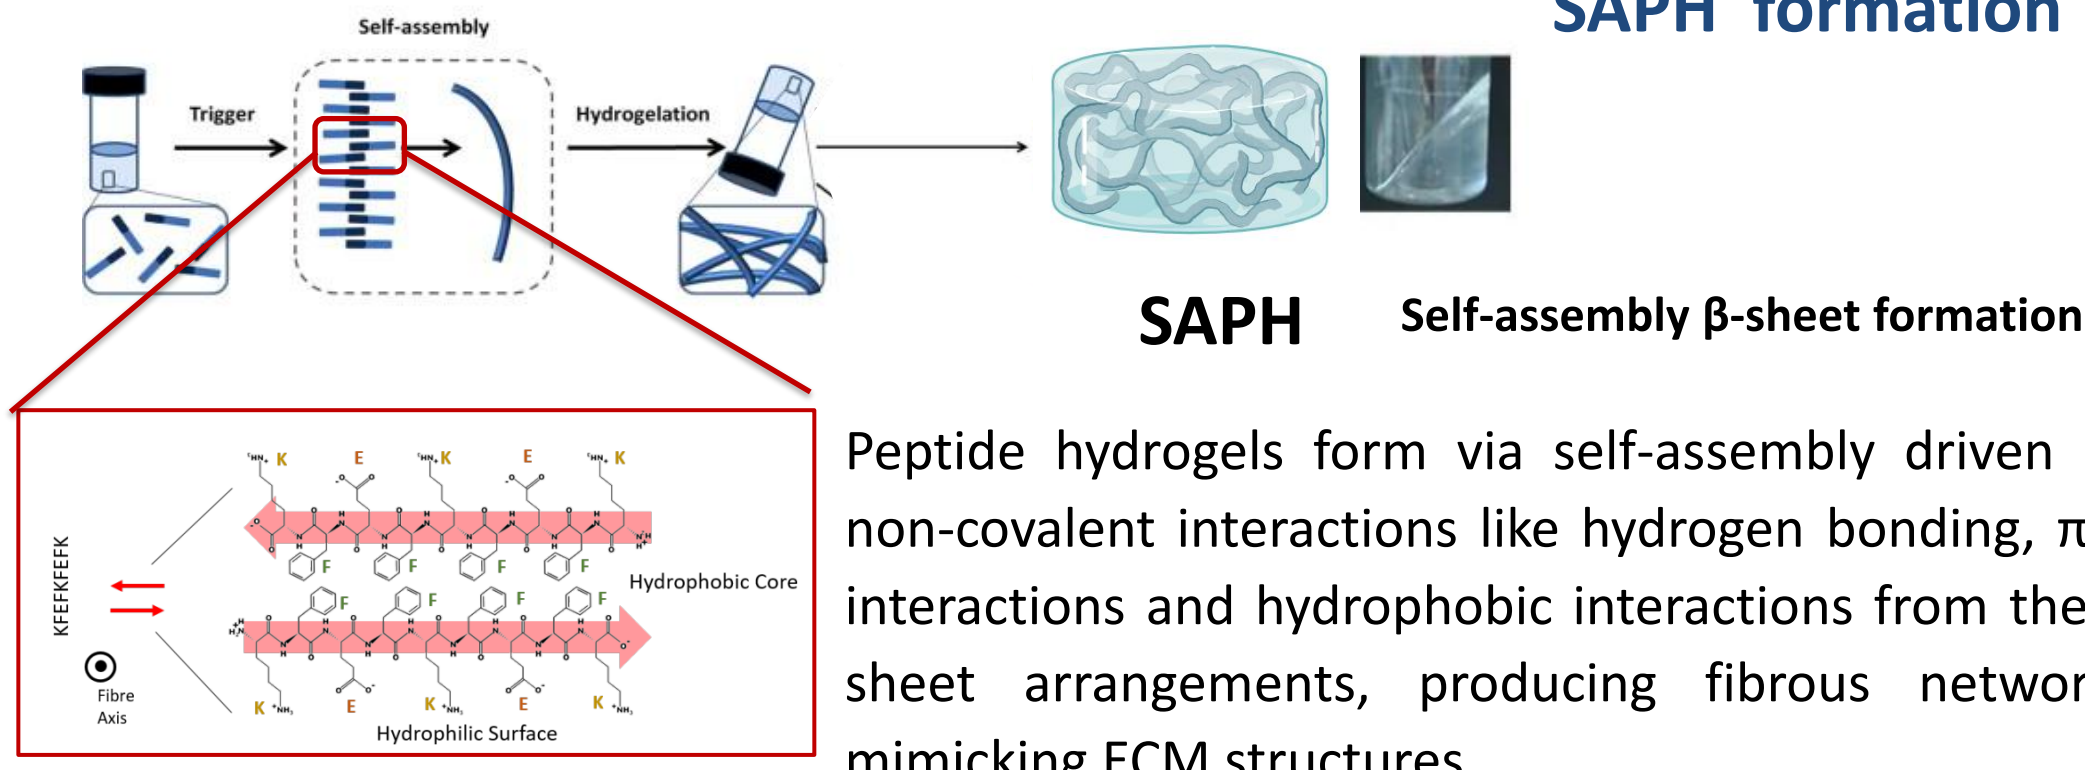 SAPH formation
Self-assembly
Trigger
Hydrogelation
SAPH
Self-assembly β-sheet formation
Peptide hydrogels form via self-assembly driven
non-covalent interactions like hydrogen bonding, π
interactions and hydrophobic interactions from the
sheet arrangements, producing fibrous networ
mimicking ECM structures
KFEFKFEFK
Fibre
Axis
K E K E K
F F F F
Hydrophobic Core
F F F F
K E K E K
Hydrophilic Surface